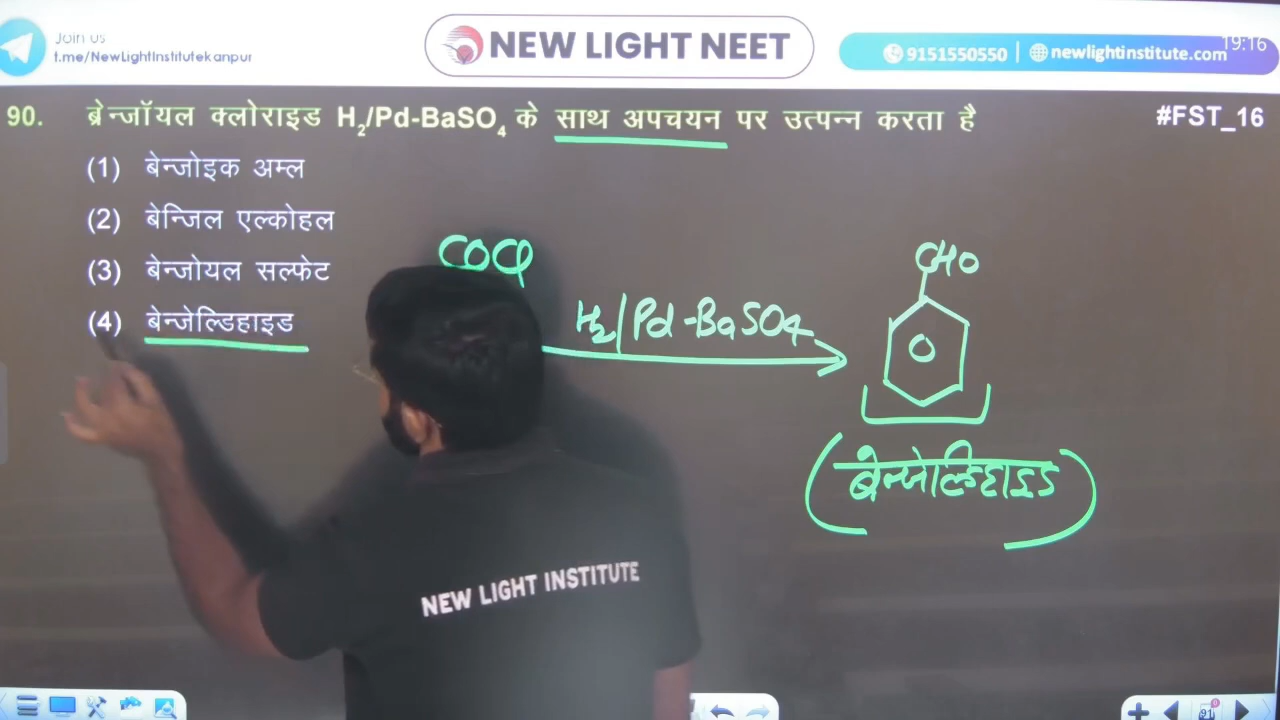 Join us
t.me/NewLightInstitutekanpur
NEW LIGHT NEET
9151550550 | newlightinstitute.com
19:16
90. बेन्जॉयल क्लोराइड H₂/Pd-BaSO₄ के साथ अपचयन पर उत्पन्न करता है
#FST_16
(1) बेन्जोइक अम्ल
(2) बेन्जिल एल्कोहल
(3) बेन्जोयल सल्फेट
(4) बेन्जेल्डिहाइड
COCl
H₂/Pd-BaSO₄
CHO
(बेन्जेल्डिहाइड)
NEW LIGHT INSTITUTE
91